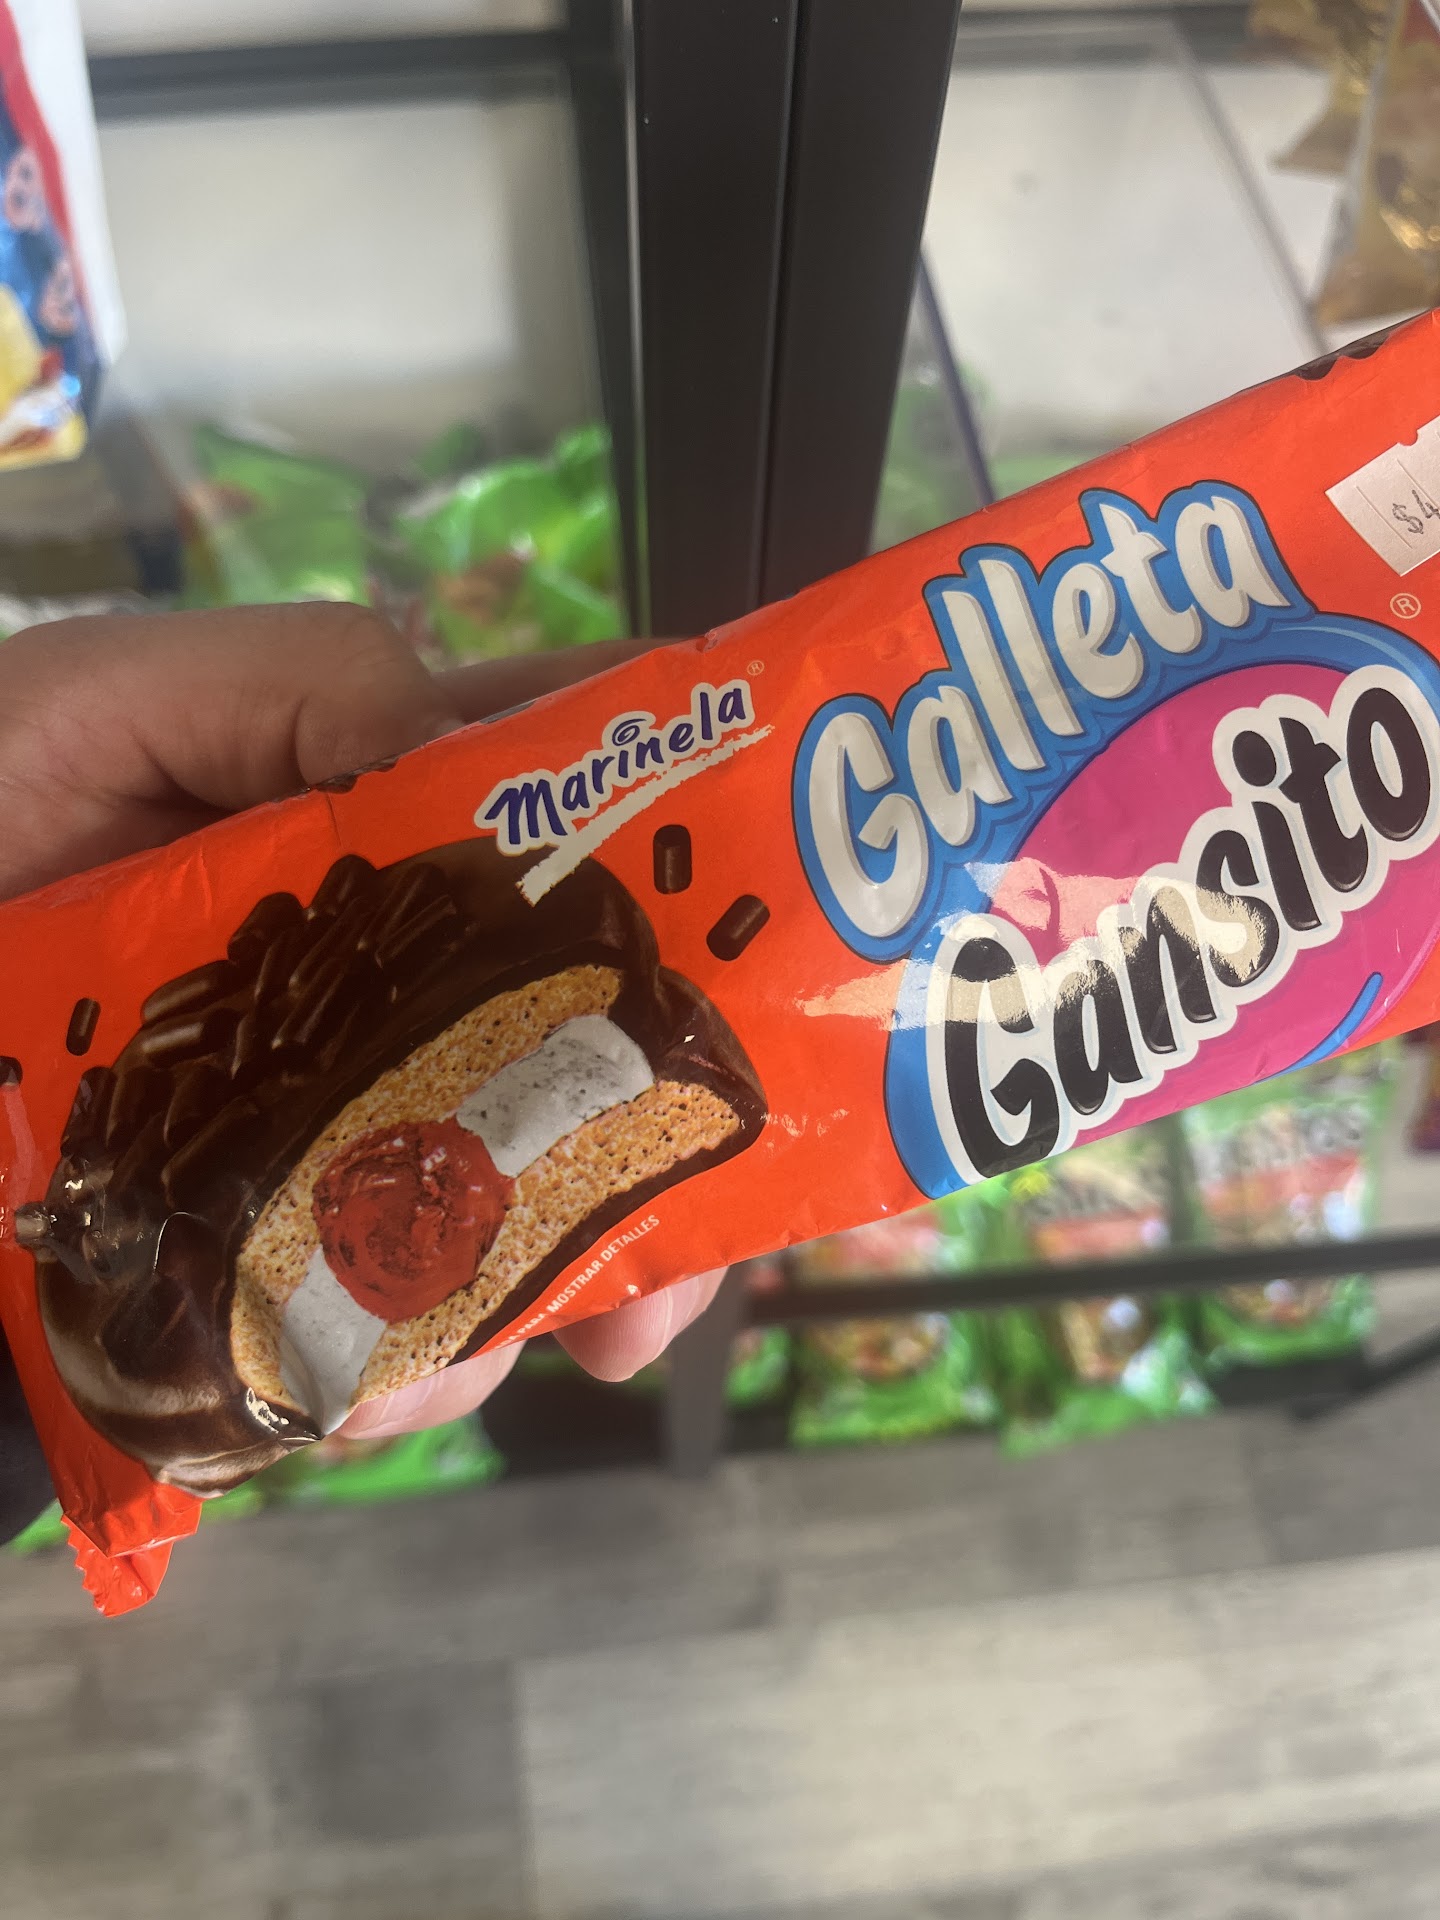 Marinela®
Galleta
Gansito®
PARA MOSTRAR DETALLES
$4